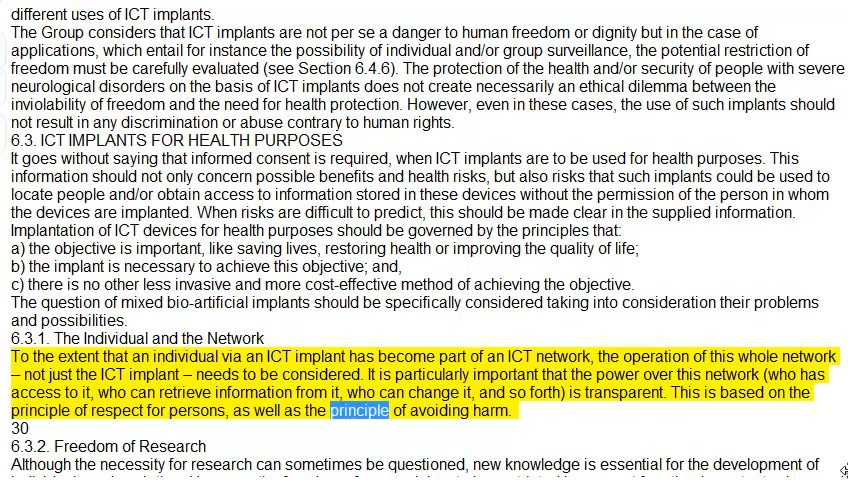 different uses of ICT implants.
The Group considers that ICT implants are not per se a danger to human freedom or dignity but in the case of
applications, which entail for instance the possibility of individual and/or group surveillance, the potential restriction of
freedom must be carefully evaluated (see Section 6.4.6). The protection of the health and/or security of people with severe
neurological disorders on the basis of ICT implants does not create necessarily an ethical dilemma between the
inviolability of freedom and the need for health protection. However, even in these cases, the use of such implants should
not result in any discrimination or abuse contrary to human rights.
6.3. ICT IMPLANTS FOR HEALTH PURPOSES
It goes without saying that informed consent is required, when ICT implants are to be used for health purposes. This
information should not only concern possible benefits and health risks, but also risks that such implants could be used to
locate people and/or obtain access to information stored in these devices without the permission of the person in whom
the devices are implanted. When risks are difficult to predict, this should be made clear in the supplied information.
Implantation of ICT devices for health purposes should be governed by the principles that:
a) the objective is important, like saving lives, restoring health or improving the quality of life;
b) the implant is necessary to achieve this objective; and,
c) there is no other less invasive and more cost-effective method of achieving the objective.
The question of mixed bio-artificial implants should be specifically considered taking into consideration their problems
and possibilities.
6.3.1. The Individual and the Network
To the extent that an individual via an ICT implant has become part of an ICT network, the operation of this whole network
– not just the ICT implant – needs to be considered. It is particularly important that the power over this network (who has
access to it, who can retrieve information from it, who can change it, and so forth) is transparent. This is based on the
principle of respect for persons, as well as the principle of avoiding harm.
30
6.3.2. Freedom of Research
Although the necessity for research can sometimes be questioned, new knowledge is essential for the development of